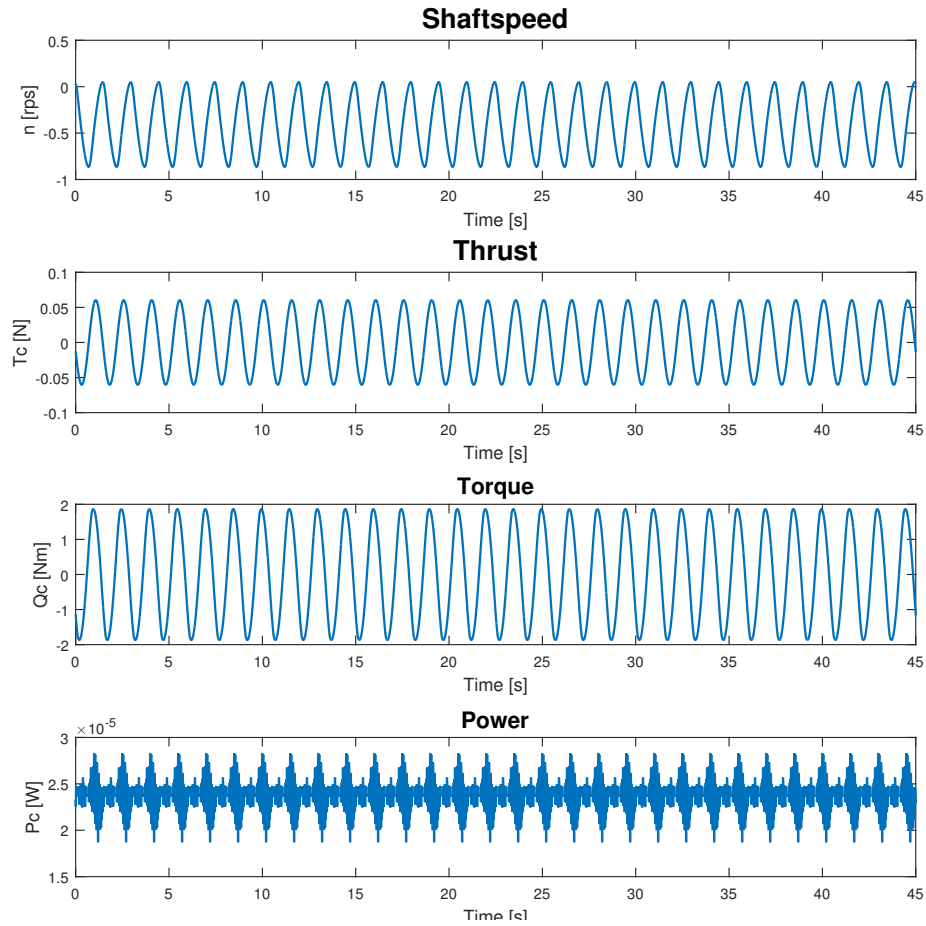 Shaftspeed
0.5
0
-0.5
-1
n [rps]
0 5 10 15 20 25 30 35 40 45
Time [s]
Thrust
0.1
0.05
0
-0.05
-0.1
Tc [N]
0 5 10 15 20 25 30 35 40 45
Time [s]
Torque
2
1
0
-1
-2
Qc [Nm]
0 5 10 15 20 25 30 35 40 45
Time [s]
Power
×10-5
3
2.5
2
1.5
Pc [W]
0 5 10 15 20 25 30 35 40 45
Time [s]